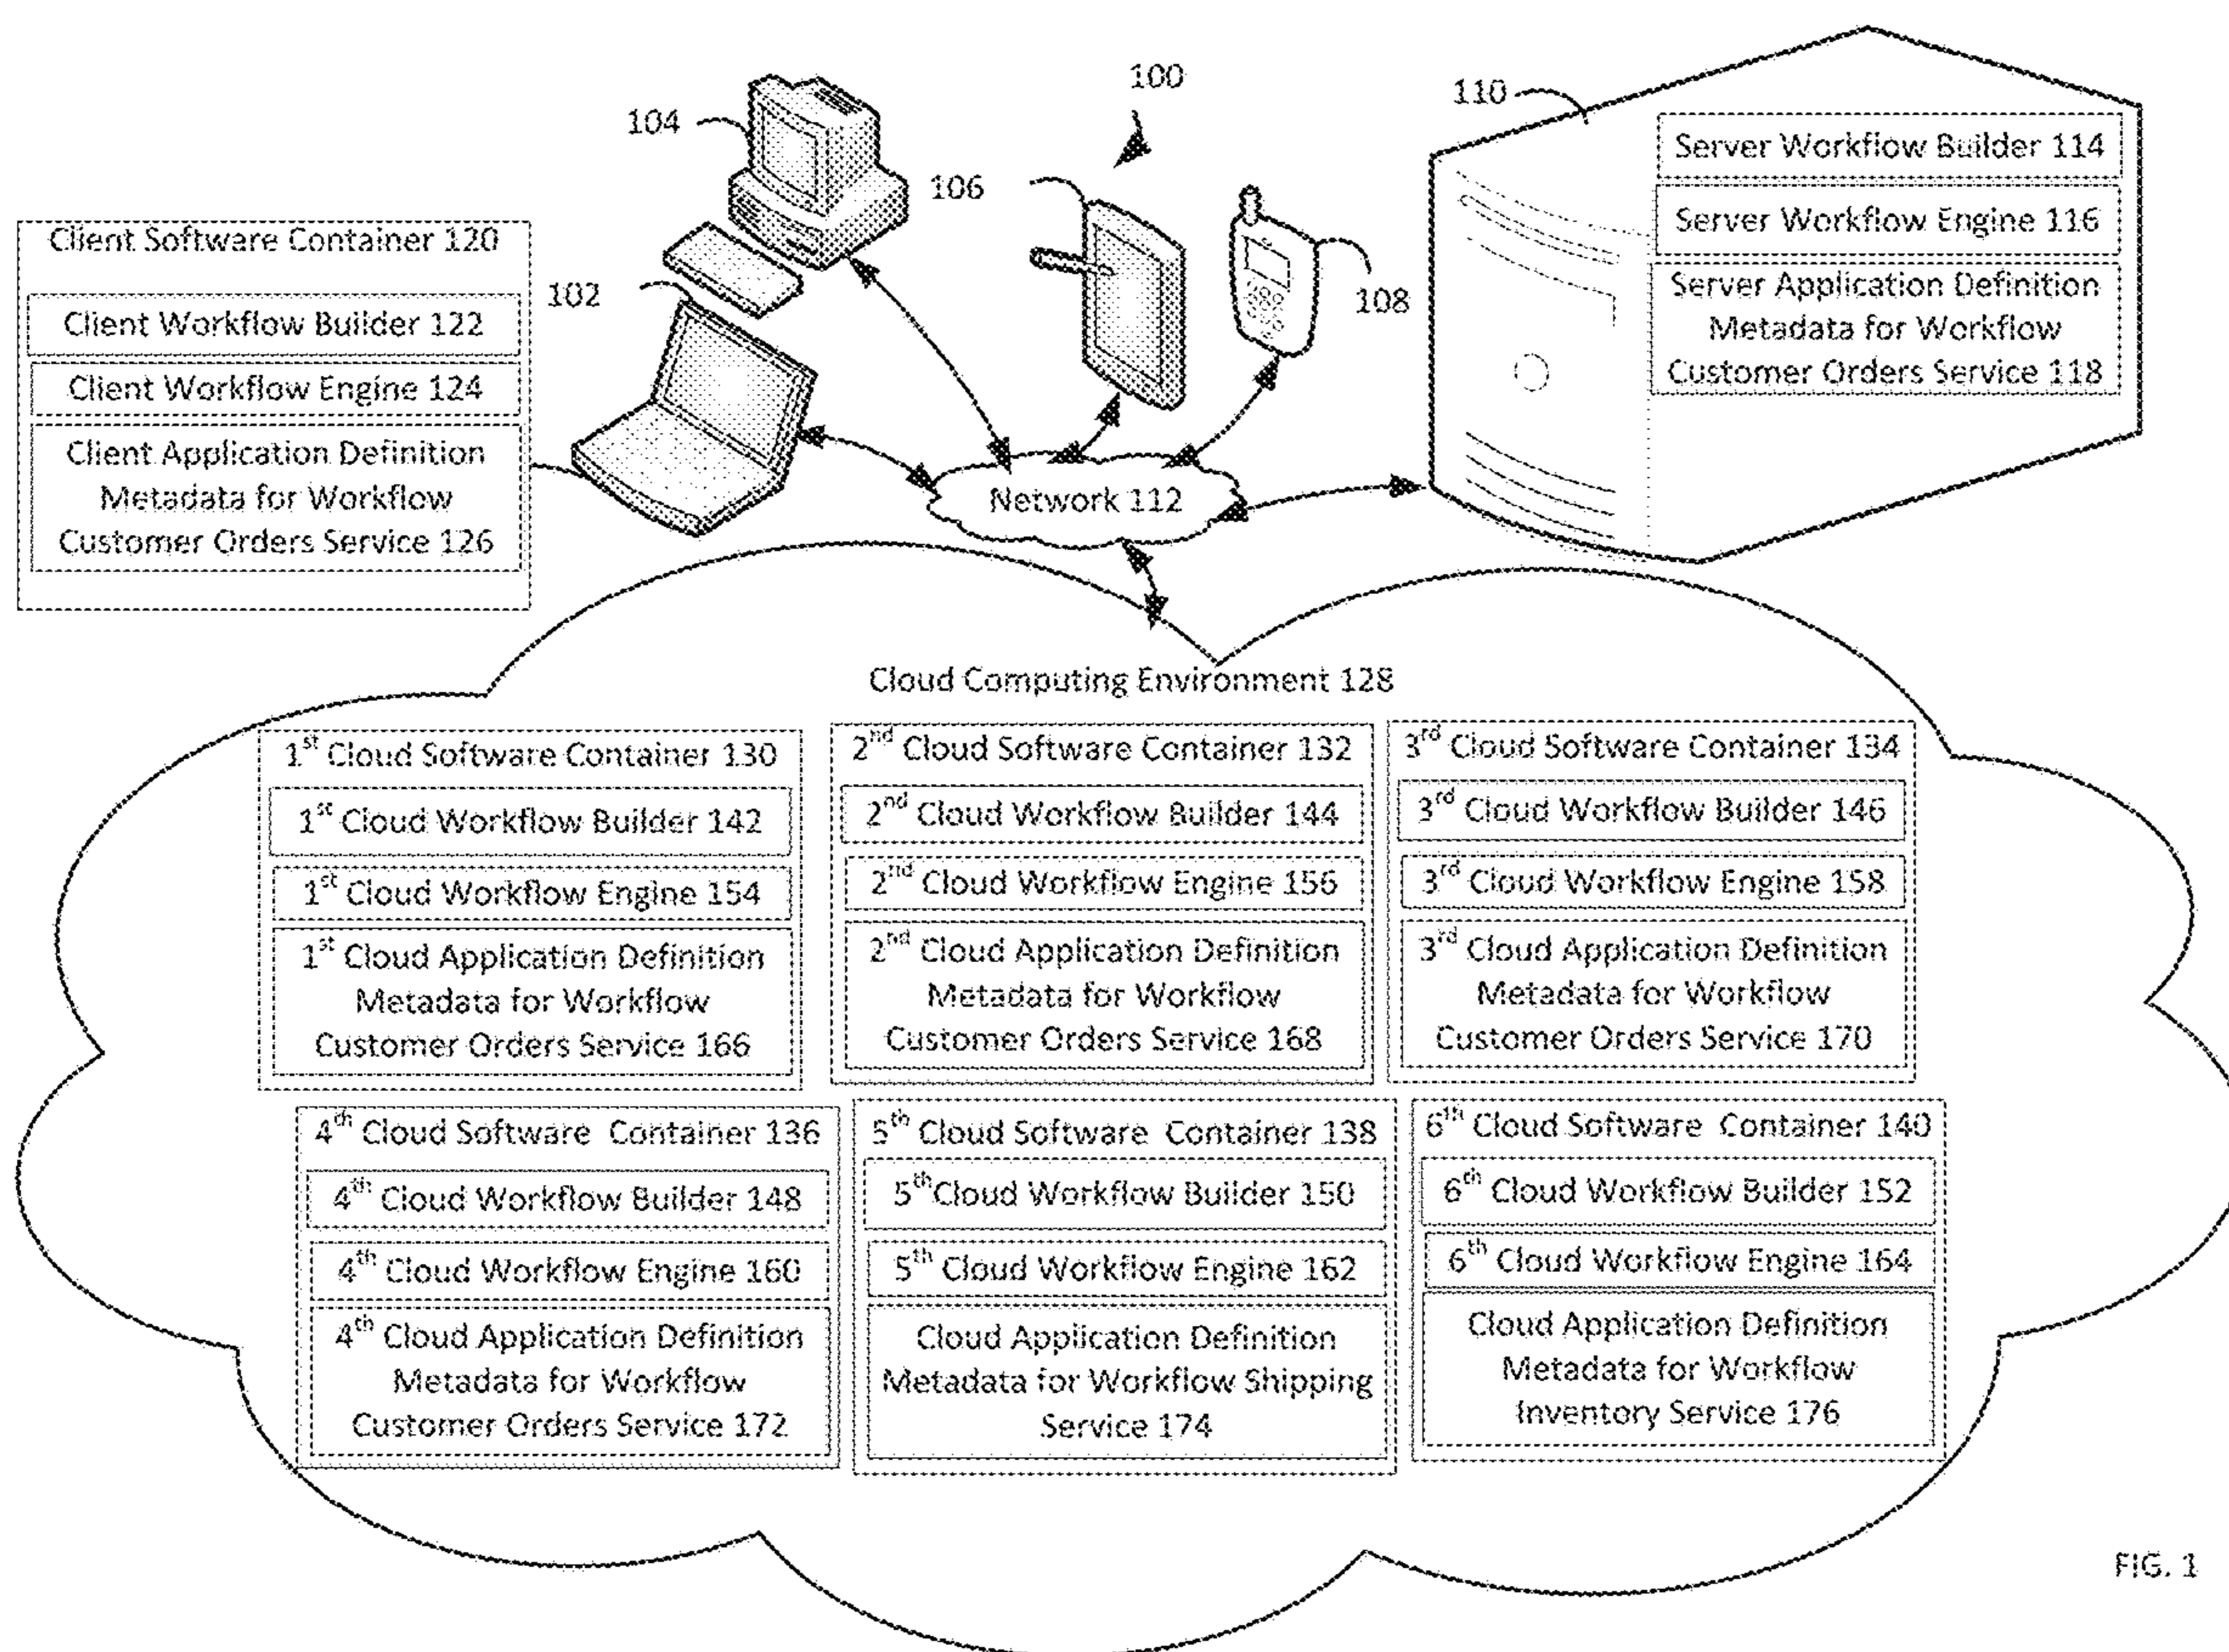 100
104
110
Server Workflow Builder 114
106
Server Workflow Engine 116
Client Software Container 120
Server Application Definition
Metadata for Workflow
Customer Orders Service 118
102
108
Client Workflow Builder 122
Client Workflow Engine 124
Client Application Definition
Metadata for Workflow
Customer Orders Service 126
Network 112
Cloud Computing Environment 128
1st Cloud Software Container 130
1st Cloud Workflow Builder 142
1st Cloud Workflow Engine 154
1st Cloud Application Definition
Metadata for Workflow
Customer Orders Service 166
2nd Cloud Software Container 132
2nd Cloud Workflow Builder 144
2nd Cloud Workflow Engine 156
2nd Cloud Application Definition
Metadata for Workflow
Customer Orders Service 168
3rd Cloud Software Container 134
3rd Cloud Workflow Builder 146
3rd Cloud Workflow Engine 158
3rd Cloud Application Definition
Metadata for Workflow
Customer Orders Service 170
4th Cloud Software Container 136
4th Cloud Workflow Builder 148
4th Cloud Workflow Engine 160
4th Cloud Application Definition
Metadata for Workflow
Customer Orders Service 172
5th Cloud Software Container 138
5thCloud Workflow Builder 150
5th Cloud Workflow Engine 162
Cloud Application Definition
Metadata for Workflow Shipping
Service 174
6th Cloud Software Container 140
6th Cloud Workflow Builder 152
6th Cloud Workflow Engine 164
Cloud Application Definition
Metadata for Workflow
Inventory Service 176
FIG. 1